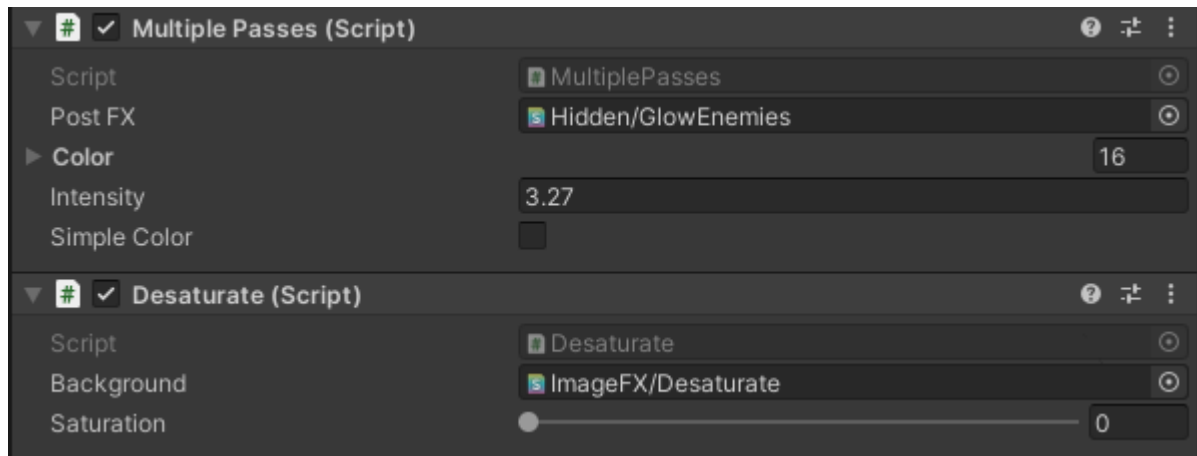 # Multiple Passes (Script)
Script # MultiplePasses
Post FX S Hidden/GlowEnemies
Color 16
Intensity 3.27
Simple Color
# Desaturate (Script)
Script # Desaturate
Background S ImageFX/Desaturate
Saturation 0